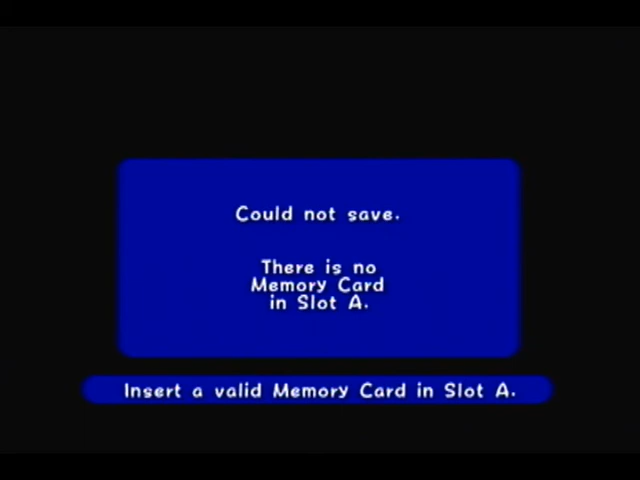 Could not save.
There is no
Memory Card
in Slot A.
Insert a valid Memory Card in Slot A.